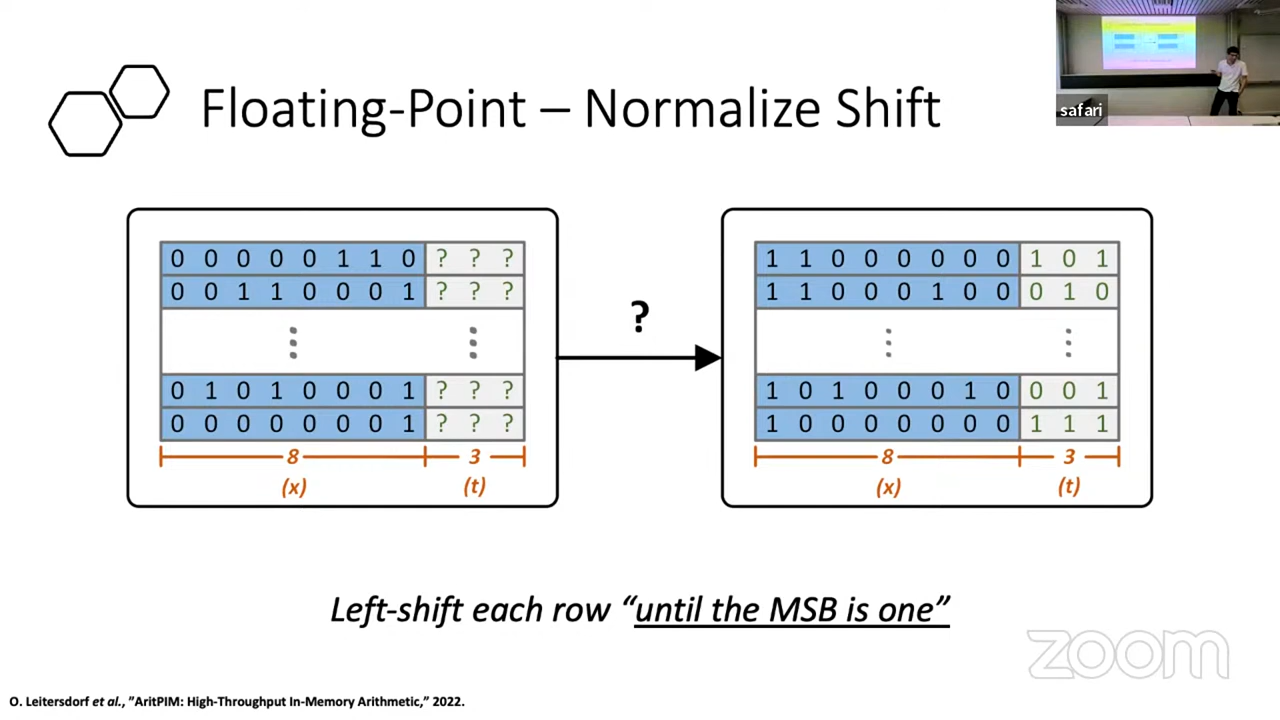 safari
Floating-Point – Normalize Shift
0 0 0 0 0 1 1 0 ? ? ?
0 0 1 1 0 0 0 1 ? ? ?
0 1 0 1 0 0 0 1 ? ? ?
0 0 0 0 0 0 0 1 ? ? ?
8 3
(x) (t)
?
1 1 0 0 0 0 0 0 1 0 1
1 1 0 0 0 1 0 0 0 1 0
1 0 1 0 0 0 1 0 0 0 1
1 0 0 0 0 0 0 0 1 1 1
8 3
(x) (t)
Left-shift each row “until the MSB is one”
zoom
O. Leitersdorf et al., ”AritPIM: High-Throughput In-Memory Arithmetic,” 2022.